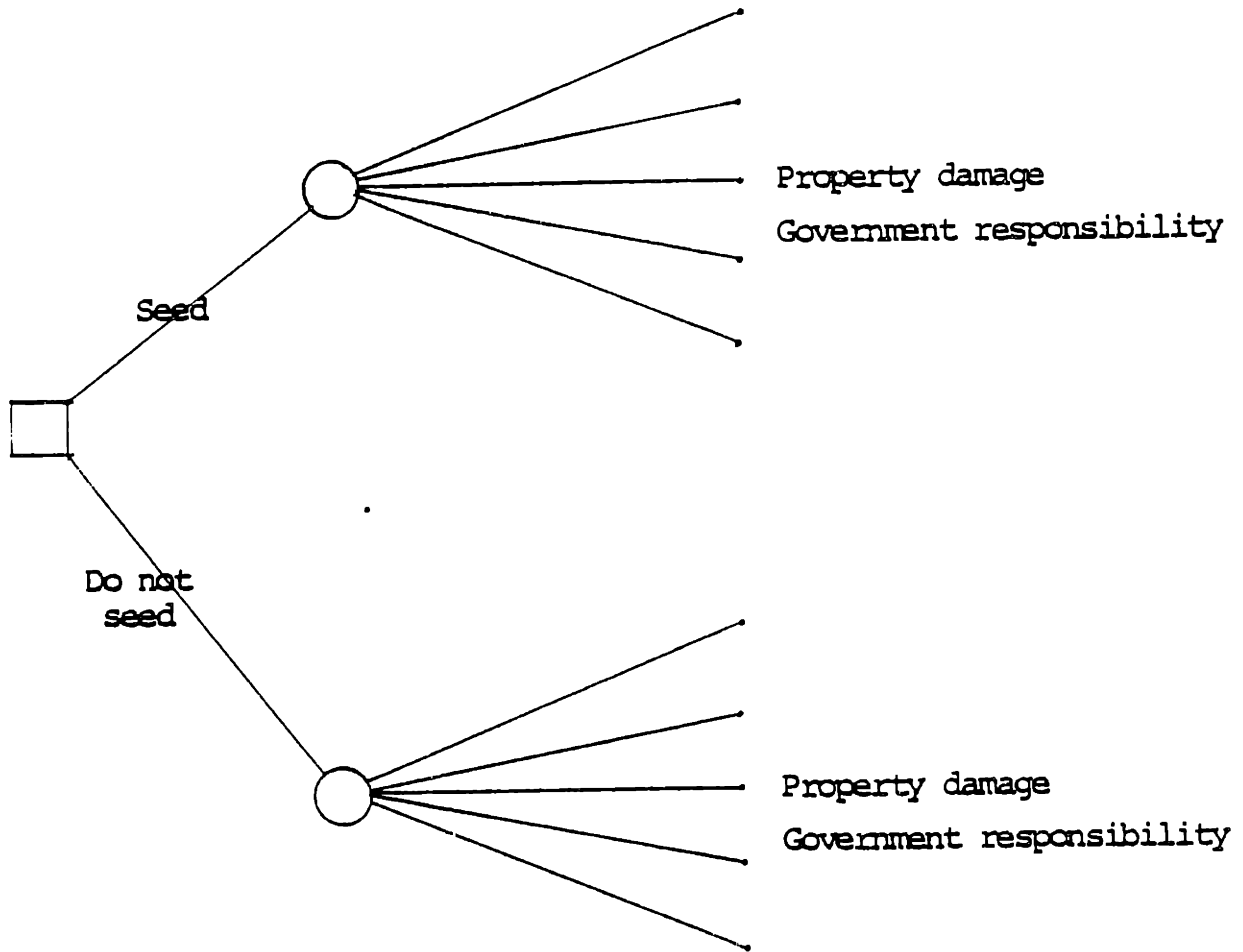 Property damage
Government responsibility
Seed
Do not
seed
Property damage
Government responsibility